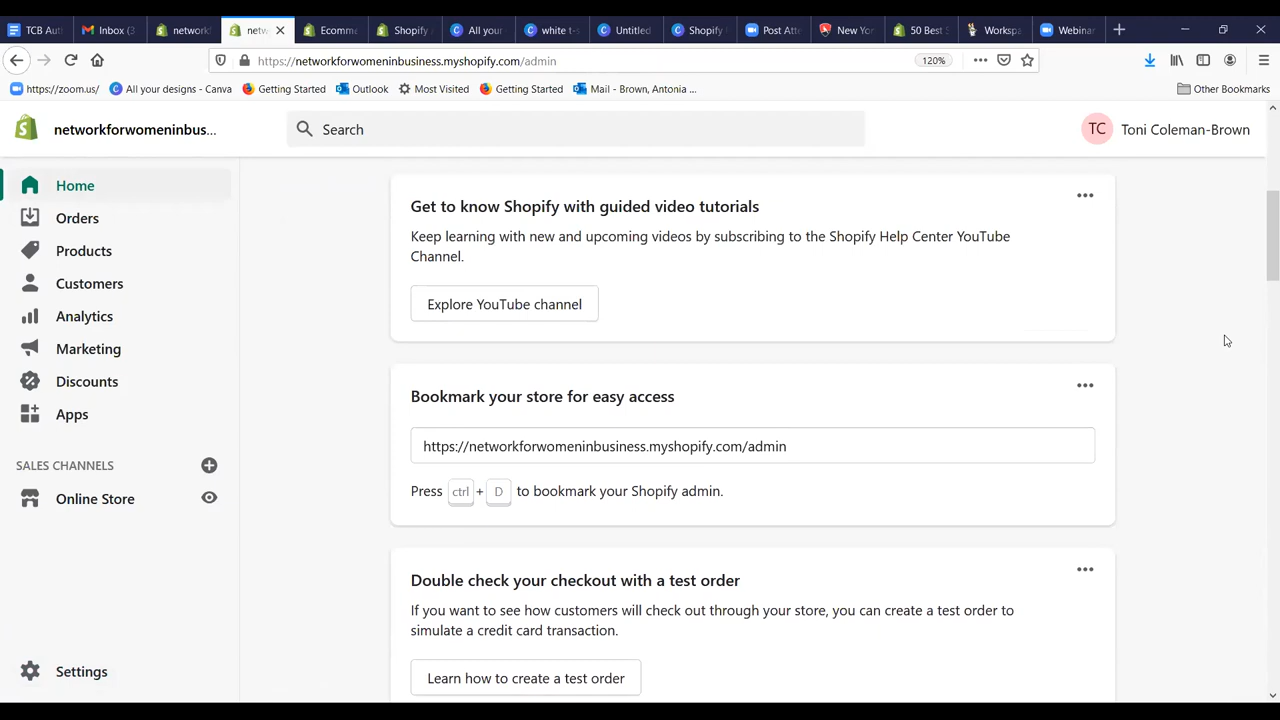 TCB Aut
Inbox (3
network
netw
Ecomme
Shopify
All your
white t-s
Untitled
Shopify
Post Atte
New Yor
50 Best S
Worksp
Webinar
https://networkforwomeninbusiness.myshopify.com/admin
120%
https://zoom.us/
All your designs - Canva
Getting Started
Outlook
Most Visited
Getting Started
Mail - Brown, Antonia ...
Other Bookmarks
networkforwomeninbus...
Search
TC
Toni Coleman-Brown
Home
Orders
Products
Customers
Analytics
Marketing
Discounts
Apps
SALES CHANNELS
Online Store
Settings
Get to know Shopify with guided video tutorials
Keep learning with new and upcoming videos by subscribing to the Shopify Help Center YouTube
Channel.
Explore YouTube channel
Bookmark your store for easy access
https://networkforwomeninbusiness.myshopify.com/admin
Press ctrl + D to bookmark your Shopify admin.
Double check your checkout with a test order
If you want to see how customers will check out through your store, you can create a test order to
simulate a credit card transaction.
Learn how to create a test order